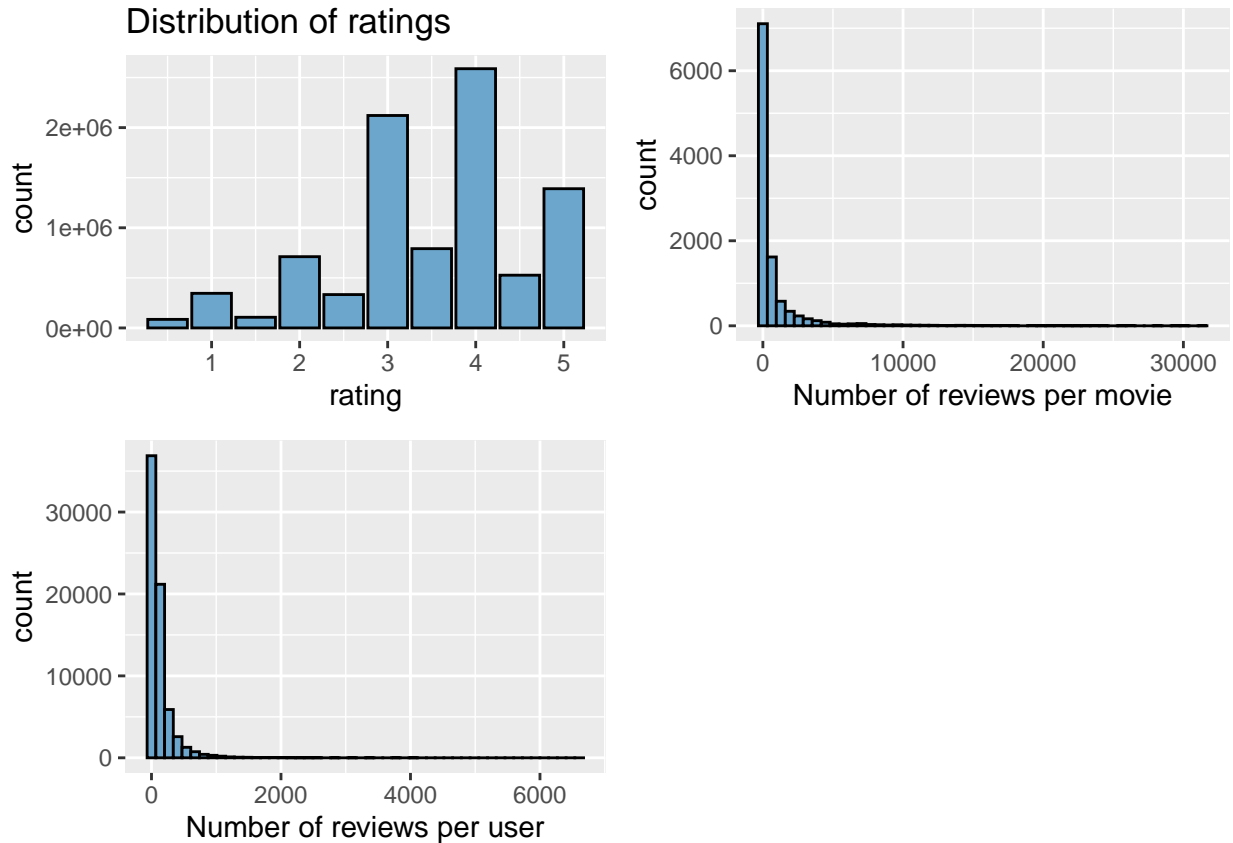 Distribution of ratings
count
2e+06
1e+06
0e+00
1 2 3 4 5
rating
count
6000
4000
2000
0
0 10000 20000 30000
Number of reviews per movie
count
30000
20000
10000
0
0 2000 4000 6000
Number of reviews per user